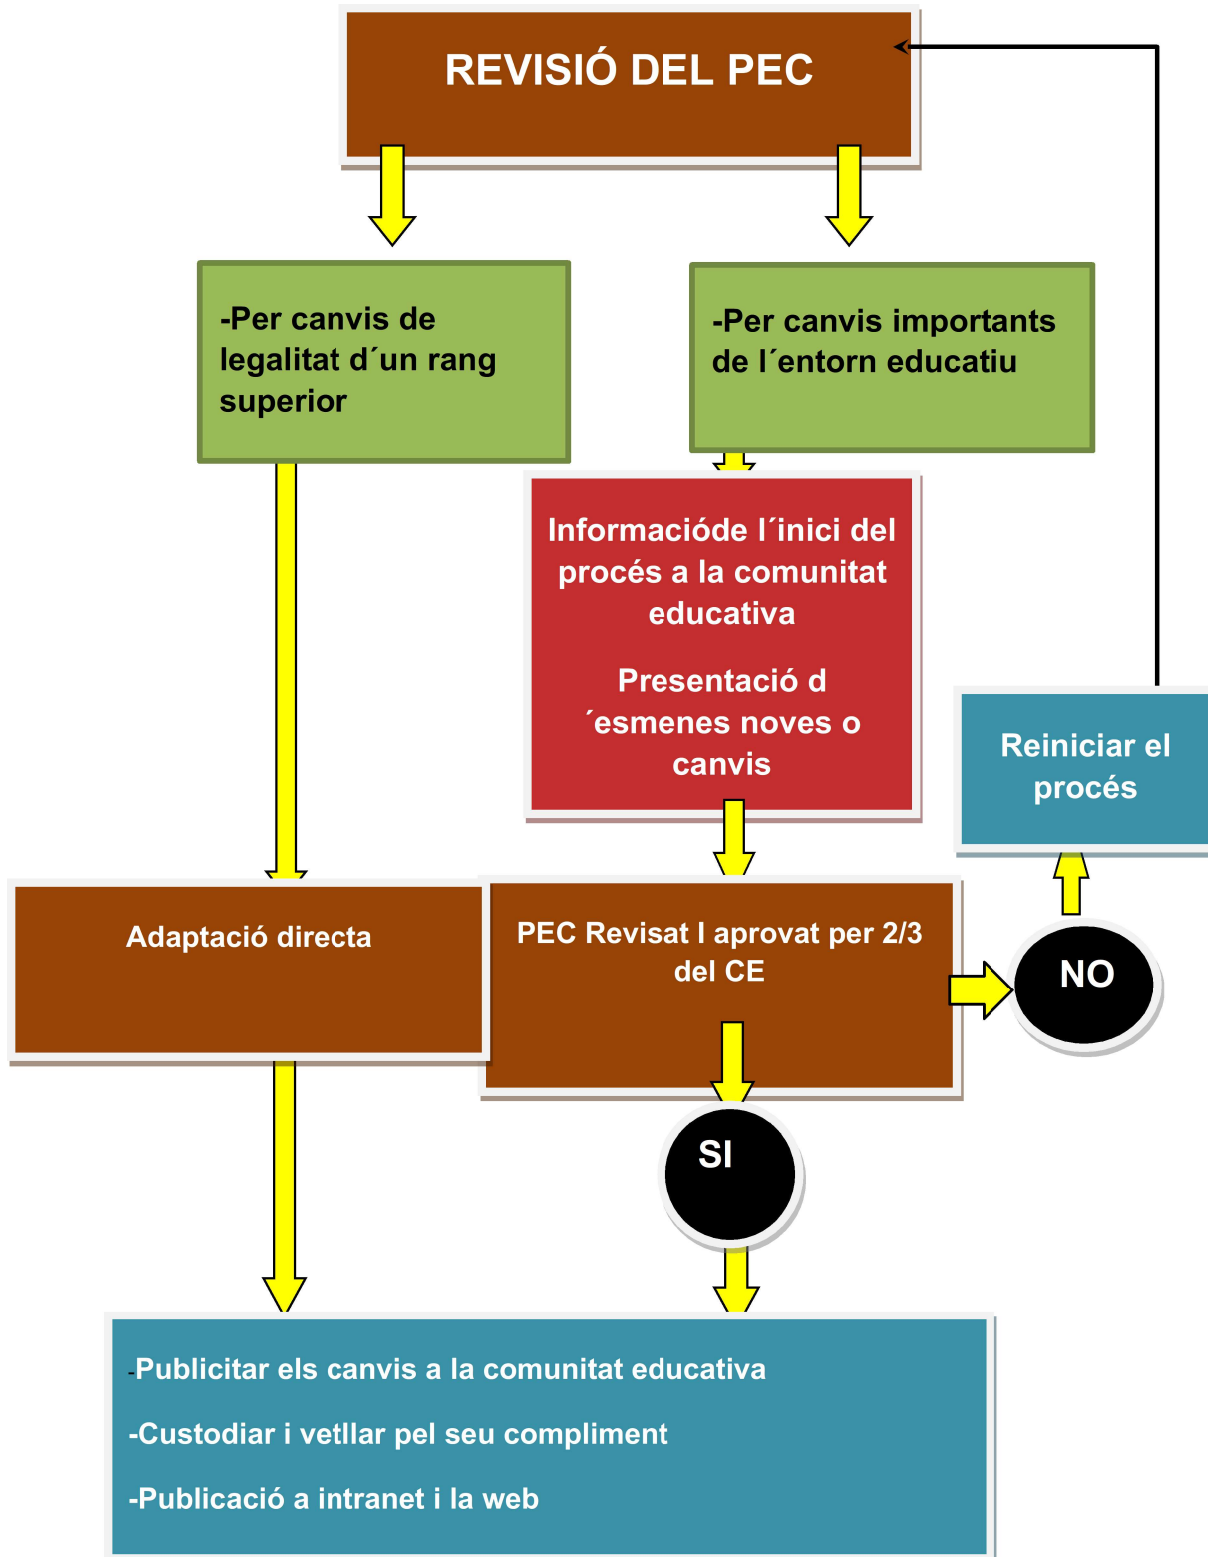 REVISIÓ DEL PEC
-Per canvis de
legalitat d´un rang
superior
-Per canvis importants
de l´entorn educatiu
Informacióde l´inici del
procés a la comunitat
educativa
Presentació d
´esmenes noves o
canvis
Reiniciar el
procés
Adaptació directa
PEC Revisat I aprovat per 2/3
del CE
NO
SI
-Publicitar els canvis a la comunitat educativa
-Custodiar i vetllar pel seu compliment
-Publicació a intranet i la web